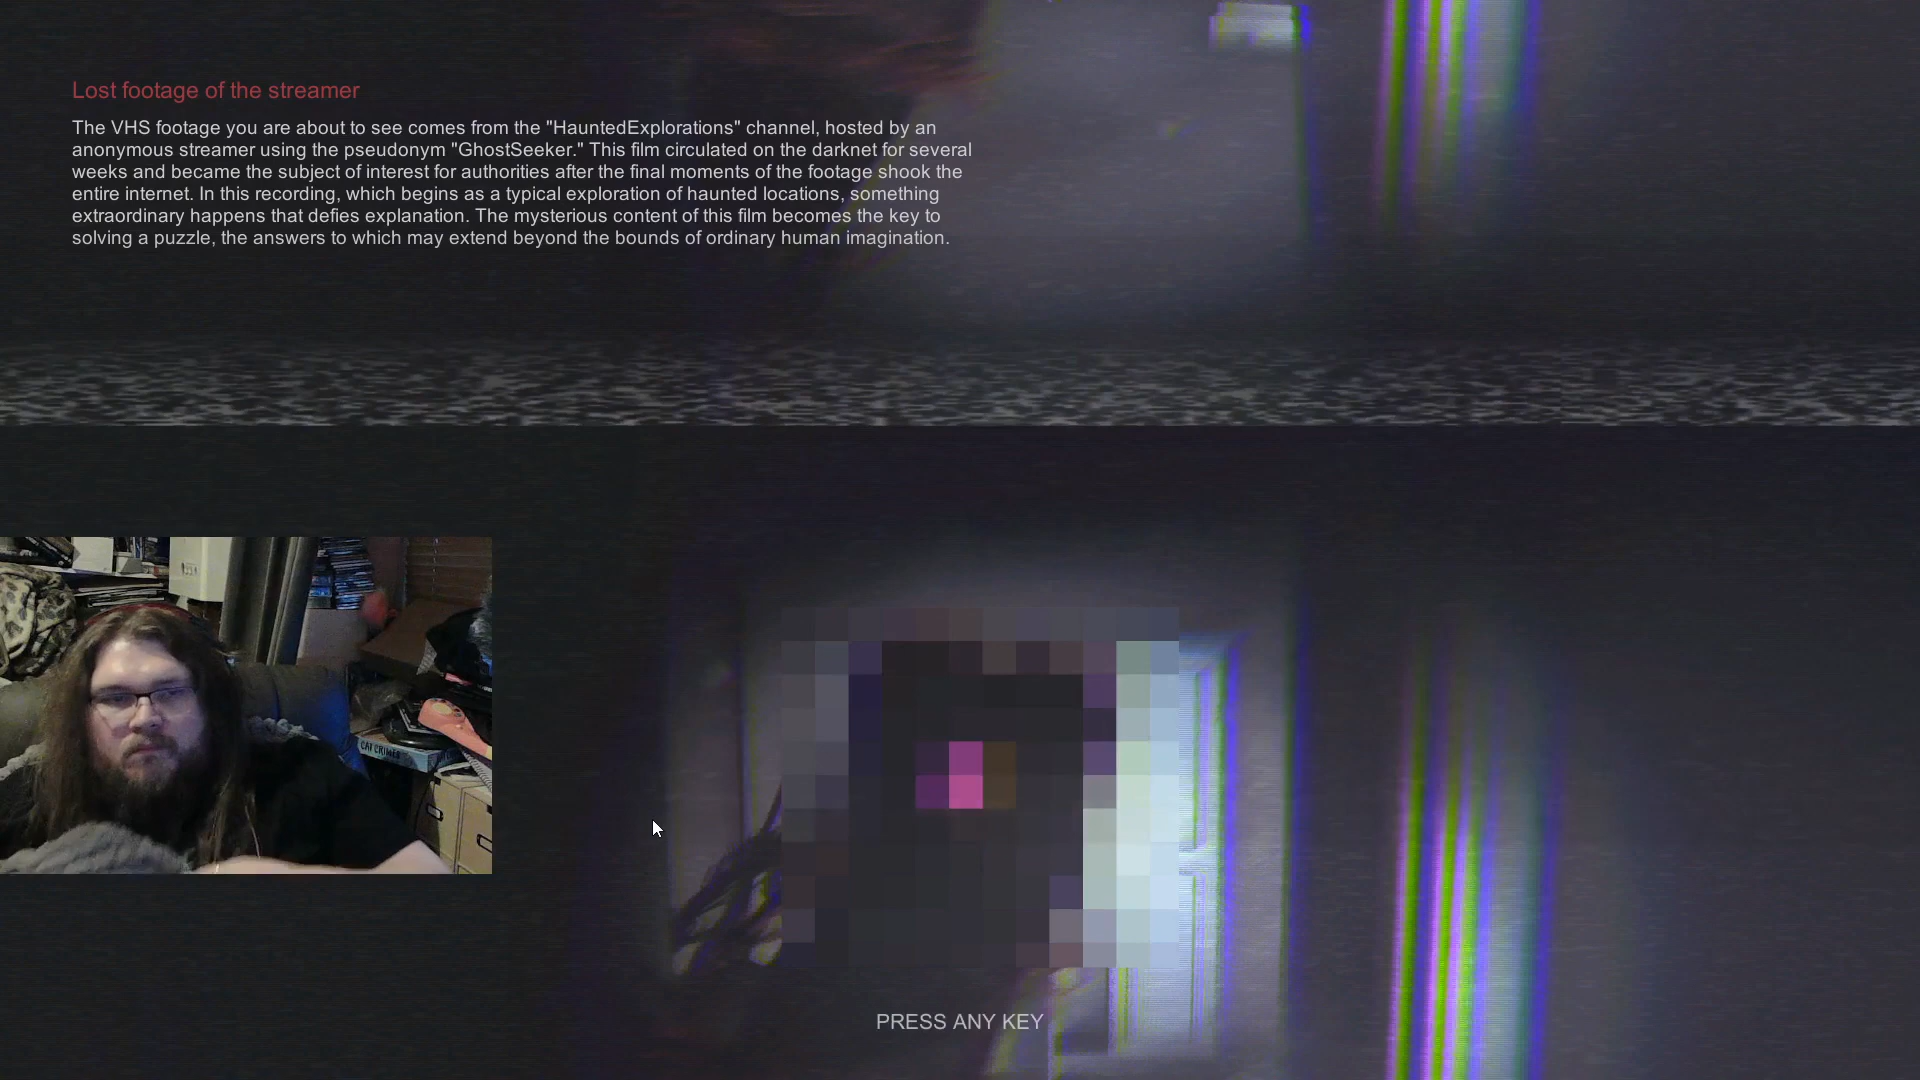 Lost footage of the streamer
The VHS footage you are about to see comes from the "HauntedExplorations" channel, hosted by an
anonymous streamer using the pseudonym "GhostSeeker." This film circulated on the darknet for several
weeks and became the subject of interest for authorities after the final moments of the footage shook the
entire internet. In this recording, which begins as a typical exploration of haunted locations, something
extraordinary happens that defies explanation. The mysterious content of this film becomes the key to
solving a puzzle, the answers to which may extend beyond the bounds of ordinary human imagination.
CAT CRIMES
PRESS ANY KEY